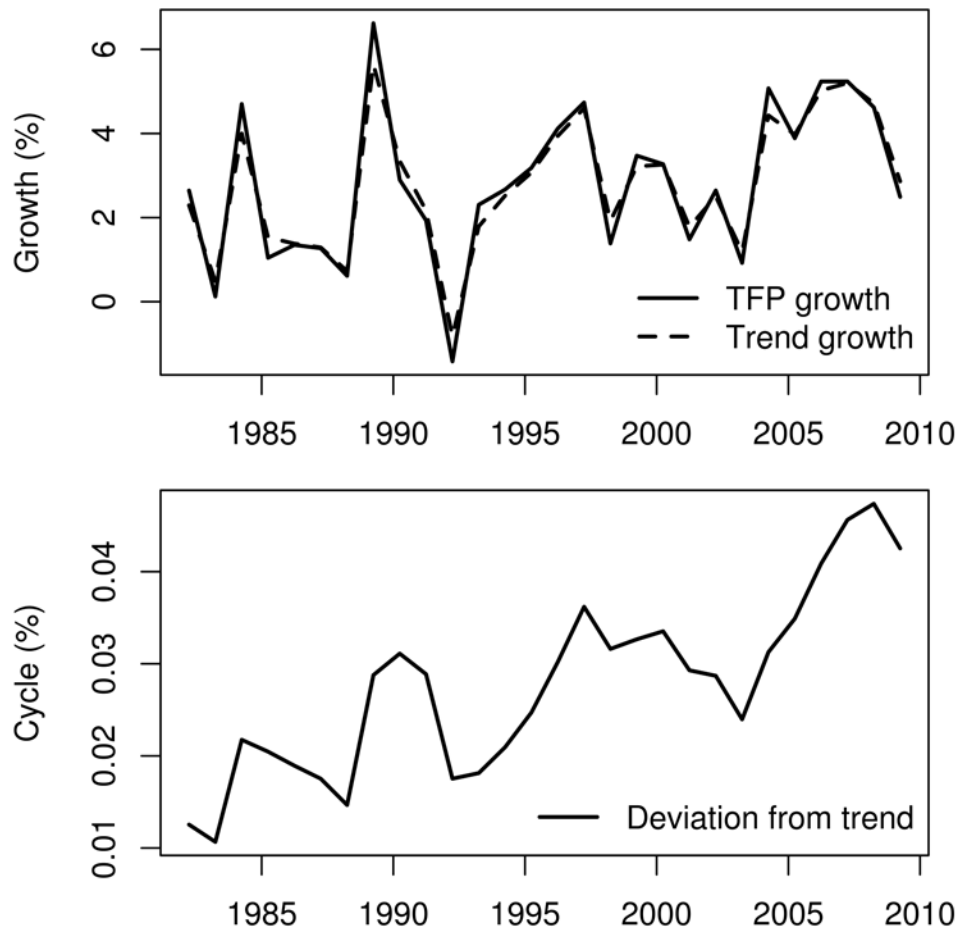 Growth (%)
6
4
2
0
TFP growth
Trend growth
1985 1990 1995 2000 2005 2010
Cycle (%)
0.04
0.03
0.02
0.01
Deviation from trend
1985 1990 1995 2000 2005 2010